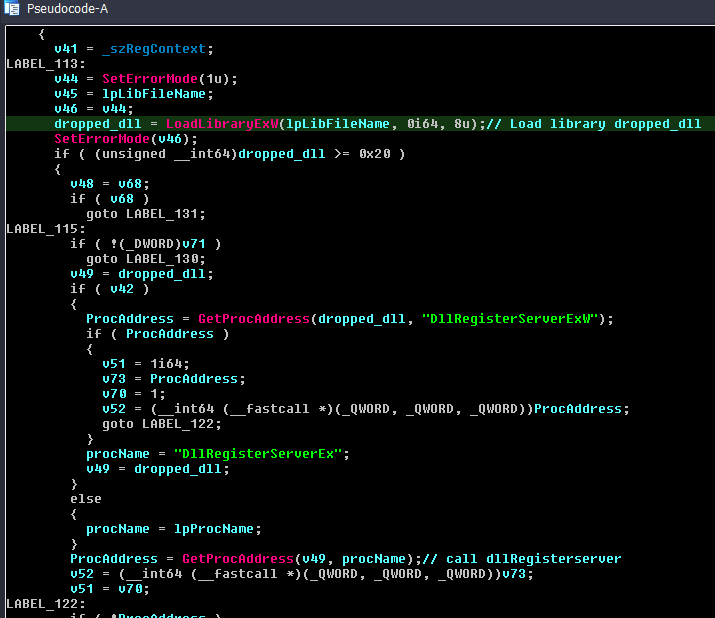 Pseudocode-A
{
v41 = _szRegContext;
LABEL_113:
v44 = SetErrorMode(1u);
v45 = lpLibFileName;
v46 = v44;
dropped_dll = LoadLibraryExW(lpLibFileName, 0i64, 8u);// Load library dropped_dll
SetErrorMode(v46);
if ( (unsigned __int64)dropped_dll >= 0x20 )
{
v48 = v68;
if ( v68 )
goto LABEL_131;
LABEL_115:
if ( !(_DWORD)v71 )
goto LABEL_130;
v49 = dropped_dll;
if ( v42 )
{
ProcAddress = GetProcAddress(dropped_dll, "DllRegisterServerExW");
if ( ProcAddress )
{
v51 = 1i64;
v73 = ProcAddress;
v70 = 1;
v52 = (__int64 (__fastcall *)(_QWORD, _QWORD, _QWORD))ProcAddress;
goto LABEL_122;
}
procName = "DllRegisterServerEx";
v49 = dropped_dll;
}
else
{
procName = lpProcName;
}
ProcAddress = GetProcAddress(v49, procName);// call dllRegisterserver
v52 = (__int64 (__fastcall *)(_QWORD, _QWORD, _QWORD))v73;
v51 = v70;
LABEL_122:
if ( !ProcAddress )